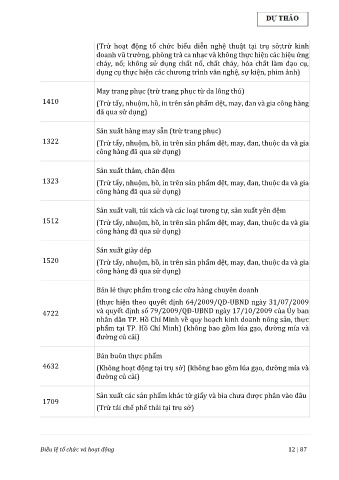 DỰ THẢO
(Trừ hoạt động tổ chức biểu diễn nghệ thuật tại trụ sở;trừ kinh
doanh vũ trường, phòng trà ca nhạc và không thực hiện các hiệu ứng
cháy, nổ; không sử dụng chất nổ, chất cháy, hóa chất làm đạo cụ,
dụng cụ thực hiện các chương trình văn nghệ, sự kiện, phim ảnh)
1410
May trang phục (trừ trang phục từ da lông thú)
(Trừ tẩy, nhuộm, hồ, in trên sản phẩm dệt, may, đan và gia công hàng
đã qua sử dụng)
1322
Sản xuất hàng may sẵn (trừ trang phục)
(Trừ tẩy, nhuộm, hồ, in trên sản phẩm dệt, may, đan, thuộc da và gia
công hàng đã qua sử dụng)
1323
Sản xuất thảm, chăn đệm
(Trừ tẩy, nhuộm, hồ, in trên sản phẩm dệt, may, đan, thuộc da và gia
công hàng đã qua sử dụng)
1512
Sản xuất vali, túi xách và các loại tương tự, sản xuất yên đệm
(Trừ tẩy, nhuộm, hồ, in trên sản phẩm dệt, may, đan, thuộc da và gia
công hàng đã qua sử dụng)
1520
Sản xuất giày dép
(Trừ tẩy, nhuộm, hồ, in trên sản phẩm dệt, may, đan, thuộc da và gia
công hàng đã qua sử dụng)
4722
Bán lẻ thực phẩm trong các cửa hàng chuyên doanh
(thực hiện theo quyết định 64/2009/QĐ-UBND ngày 31/07/2009
và quyết định số 79/2009/QĐ-UBND ngày 17/10/2009 của Ủy ban
nhân dân TP. Hồ Chí Minh về quy hoạch kinh doanh nông sản, thực
phẩm tại TP. Hồ Chí Minh) (không bao gồm lúa gạo, đường mía và
đường củ cải)
4632
Bán buôn thực phẩm
(Không hoạt động tại trụ sở) (không bao gồm lúa gạo, đường mía và
đường củ cải)
1709
Sản xuất các sản phẩm khác từ giấy và bìa chưa được phân vào đâu
(Trừ tái chế phế thải tại trụ sở)
Điều lệ tổ chức và hoạt động
12 | 87